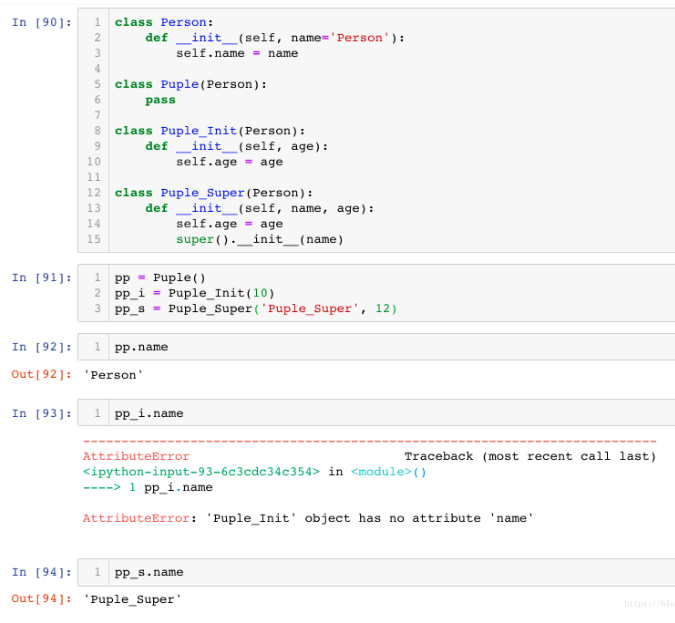 In [90]:
1 class Person:
2     def __init__(self, name='Person'):
3         self.name = name
4
5 class Puple(Person):
6     pass
7
8 class Puple_Init(Person):
9     def __init__(self, age):
10         self.age = age
11
12 class Puple_Super(Person):
13     def __init__(self, name, age):
14         self.age = age
15         super().__init__(name)
In [91]:
1 pp = Puple()
2 pp_i = Puple_Init(10)
3 pp_s = Puple_Super('Puple_Super', 12)
In [92]: 1 pp.name
Out[92]: 'Person'
In [93]: 1 pp_i.name
---------------------------------------------------------------------------
AttributeError                            Traceback (most recent call last)
<ipython-input-93-6c3cdc34c354> in <module>()
----> 1 pp_i.name
AttributeError: 'Puple_Init' object has no attribute 'name'
In [94]: 1 pp_s.name
Out[94]: 'Puple_Super'